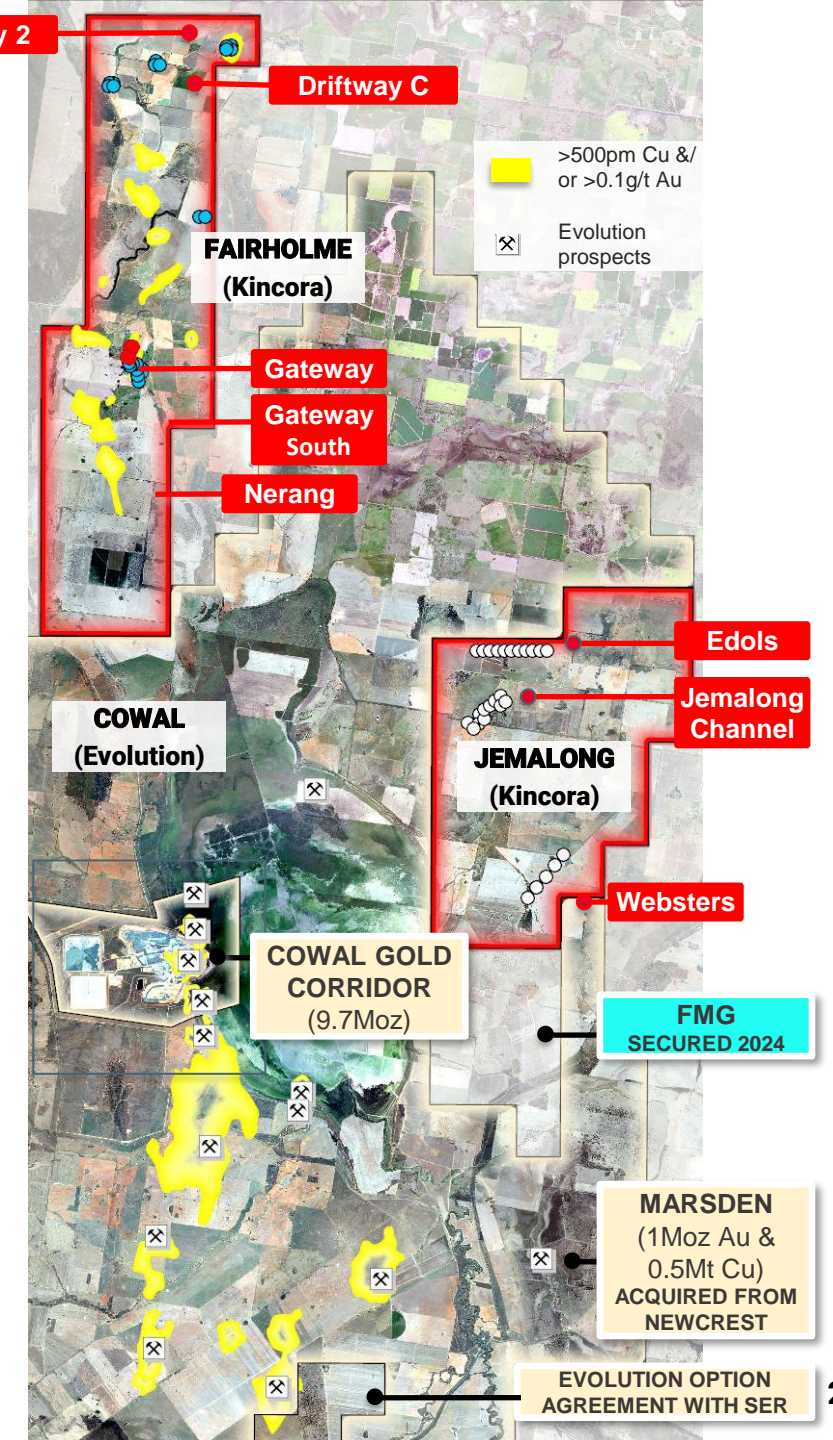 y 2
Driftway C
>500pm Cu &/
or >0.1g/t Au
Evolution
prospects
FAIRHOLME
(Kincora)
Gateway
Gateway
South
Nerang
Edols
Jemalong
Channel
COWAL
(Evolution)
JEMALONG
(Kincora)
Websters
COWAL GOLD
CORRIDOR
(9.7Moz)
FMG
SECURED 2024
MARSDEN
(1Moz Au &
0.5Mt Cu)
ACQUIRED FROM
NEWCREST
EVOLUTION OPTION
AGREEMENT WITH SER
2